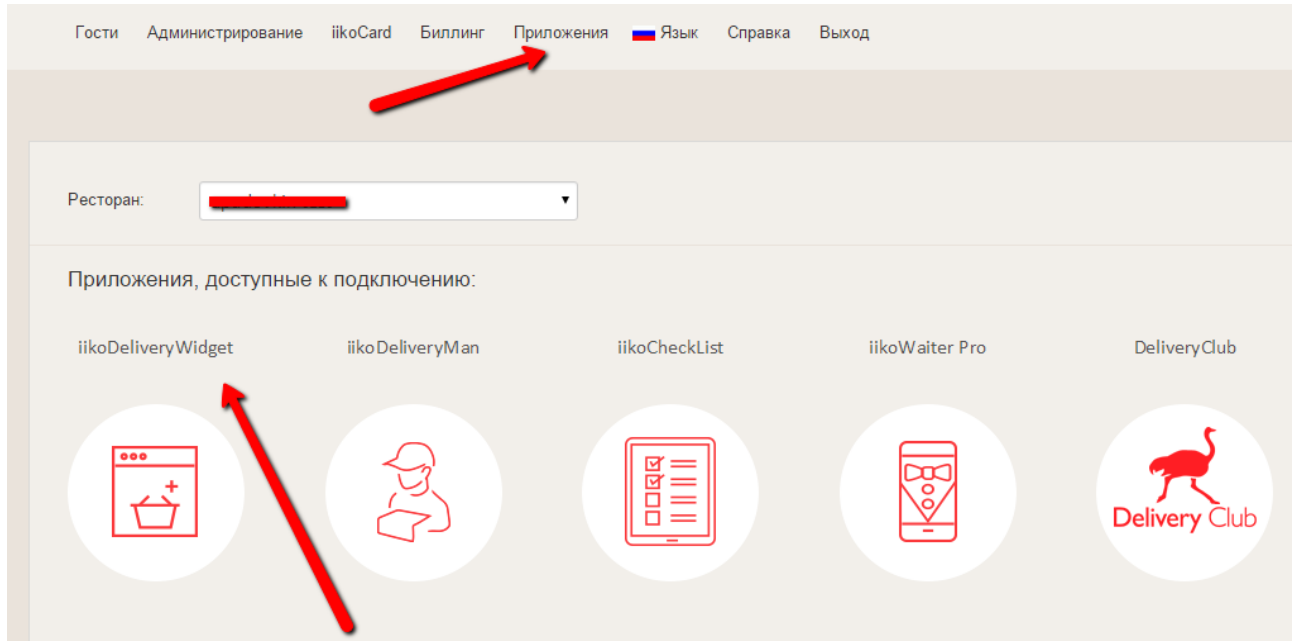 Гости Администрирование iikoCard Биллинг Приложения Язык Справка Выход
Ресторан:
Приложения, доступные к подключению:
iikoDeliveryWidget iikoDeliveryMan iikoCheckList iikoWaiter Pro DeliveryClub
Delivery Club